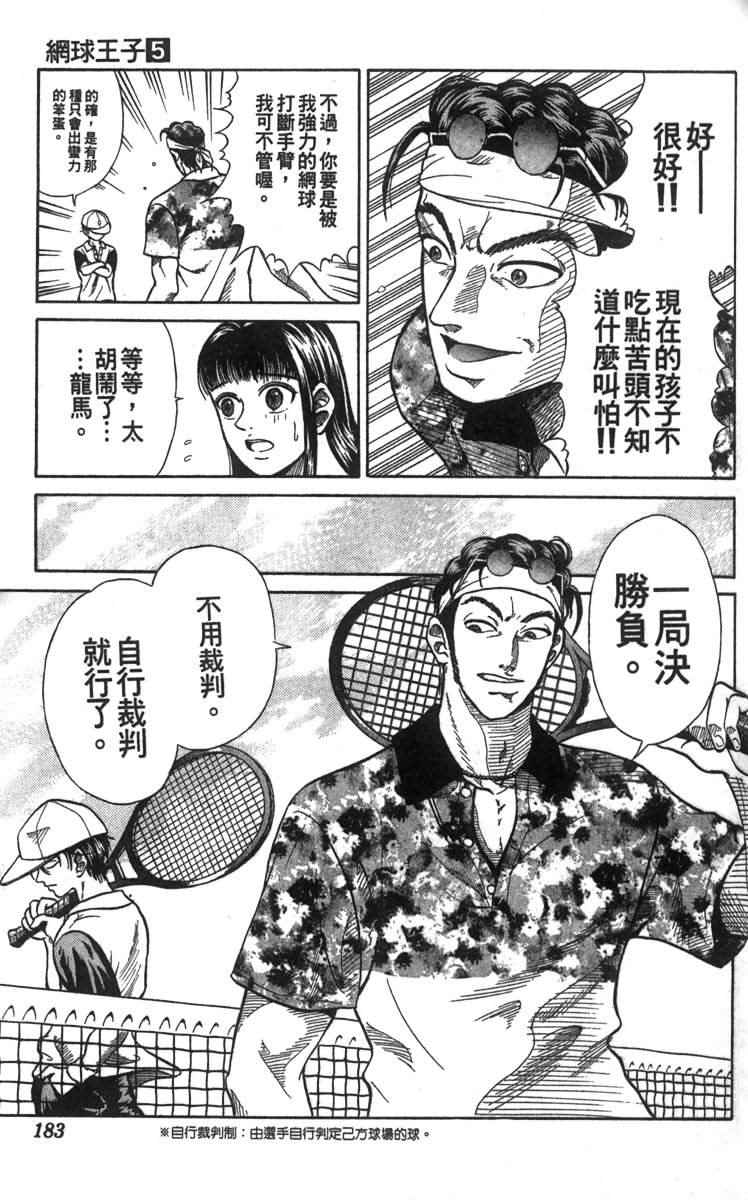 網球王子5
好—
很好!!
現在的孩子不
吃點苦頭不知
道什麼叫怕!!
不過，你要是被
我強力的網球
打斷手臂，
我可不管喔。
的確，是有那
種只會出蠻力
的笨蛋。
等等，太
胡鬧了…
…龍馬。
一局決
勝負。
不用裁判。
自行裁判
就行了。
183
※自行裁判制：由選手自行判定己方球場的球。